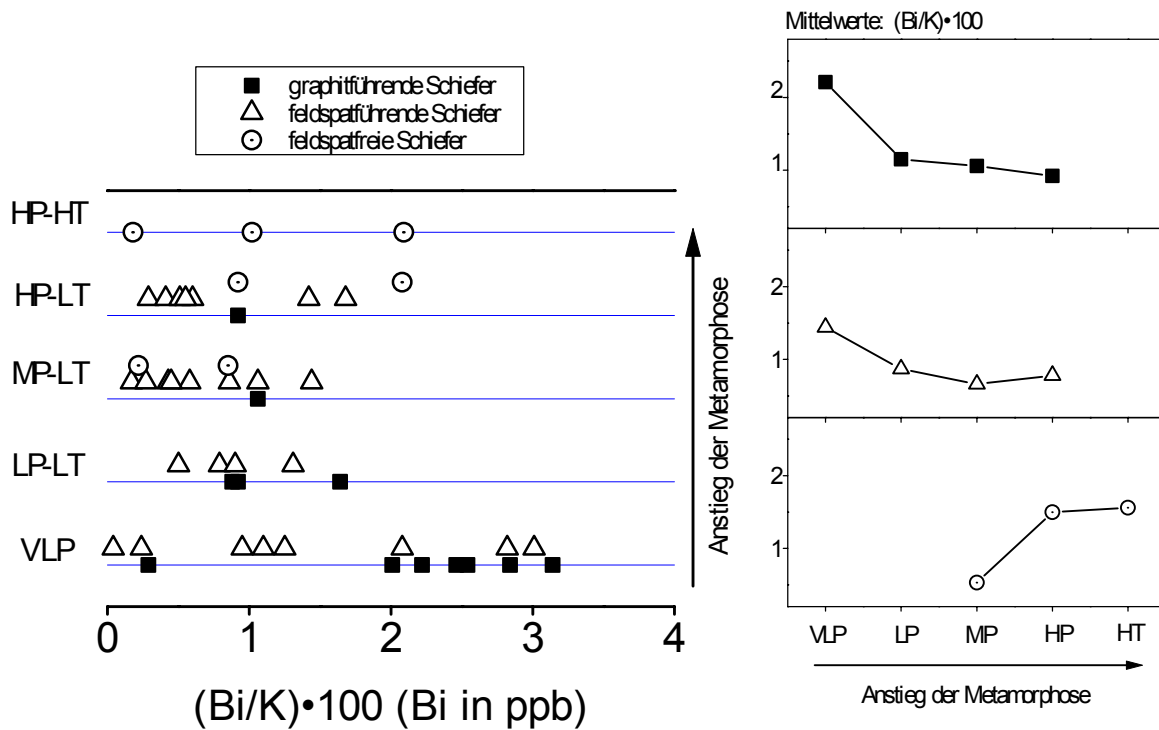 graphitführende Schiefer
feldspatführende Schiefer
feldspatfreie Schiefer
HP-HT
HP-LT
MP-LT
LP-LT
VLP
0 1 2 3 4
(Bi/K)•100 (Bi in ppb)
Anstieg der Metamorphose
Mittelwerte: (Bi/K)•100
2
1
2
1
2
1
VLP LP MP HP HT
Anstieg der Metamorphose